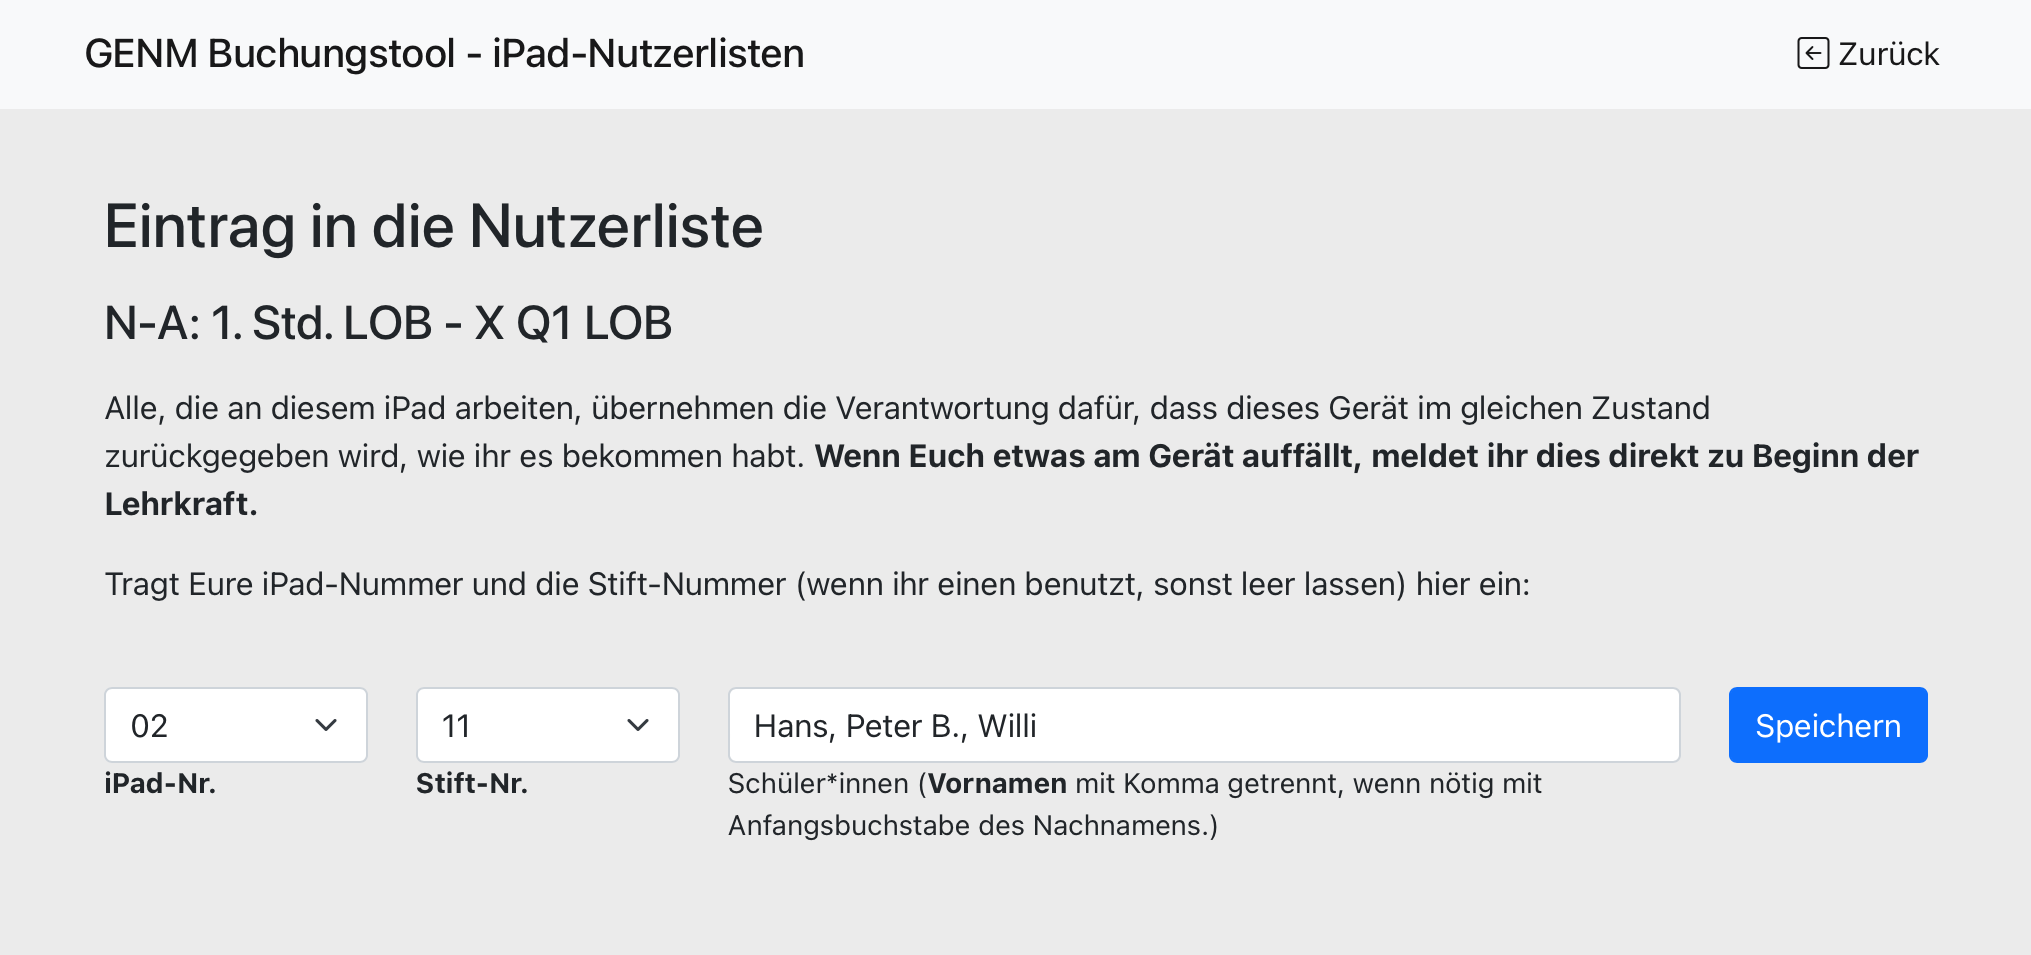 GENM Buchungstool - iPad-Nutzerlisten
Zurück
Eintrag in die Nutzerliste
N-A: 1. Std. LOB - X Q1 LOB
Alle, die an diesem iPad arbeiten, übernehmen die Verantwortung dafür, dass dieses Gerät im gleichen Zustand
zurückgegeben wird, wie ihr es bekommen habt. Wenn Euch etwas am Gerät auffällt, meldet ihr dies direkt zu Beginn der
Lehrkraft.
Tragt Eure iPad-Nummer und die Stift-Nummer (wenn ihr einen benutzt, sonst leer lassen) hier ein:
02
11
Hans, Peter B., Willi
Speichern
iPad-Nr.
Stift-Nr.
Schüler*innen (Vornamen mit Komma getrennt, wenn nötig mit
Anfangsbuchstabe des Nachnamens.)